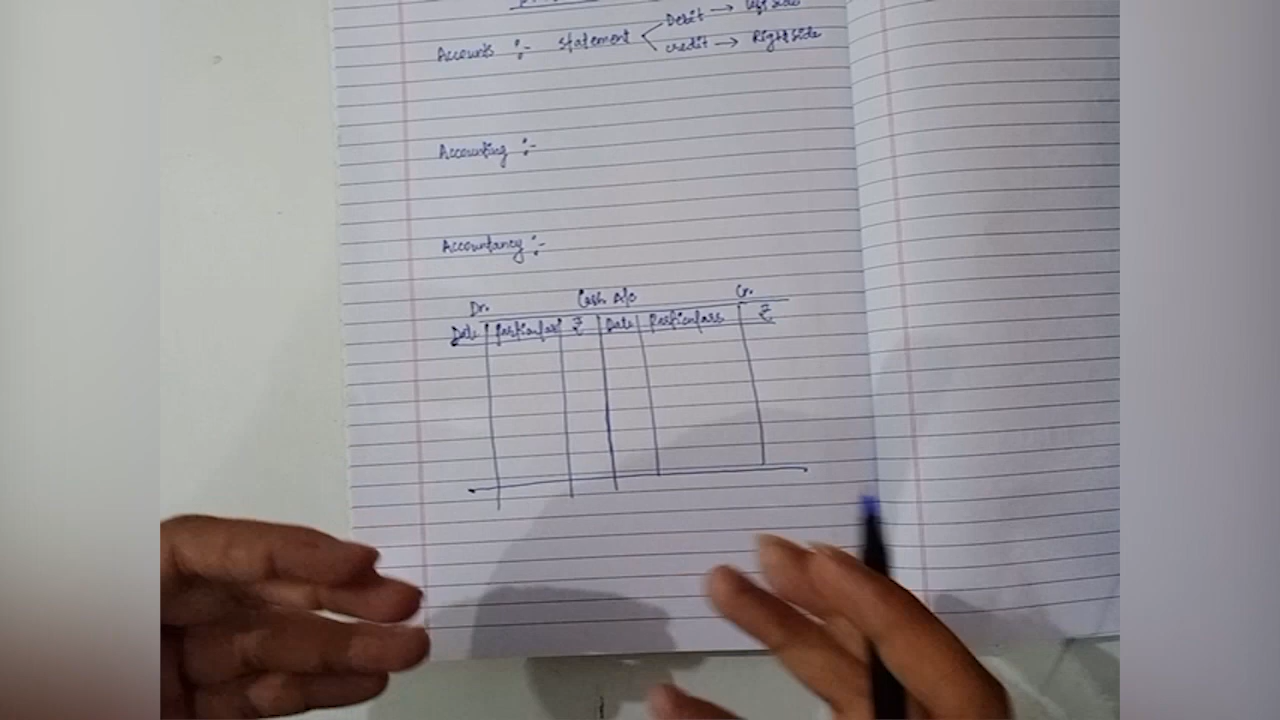 Debit → left side
Accounts :- statement
credit → Right side
Accounting :-
Accountancy :-
Dr. Cash A/c Cr.
Date Particulars ₹ Date Particulars ₹